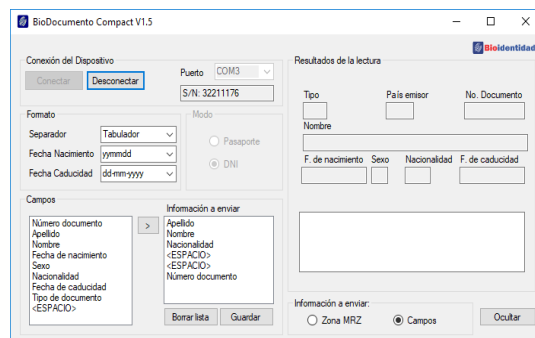 BioDocumento Compact V1.5
Bioidentidad
Conexión del Dispositivo
Conectar
Desconectar
Puerto
COM3
S/N: 32211176
Formato
Separador
Tabulador
Fecha Nacimiento
yymmdd
Fecha Caducidad
dd-mm-yyyy
Modo
Pasaporte
DNI
Campos
Número documento
Apellido
Nombre
Fecha de nacimiento
Sexo
Nacionalidad
Fecha de caducidad
Tipo de documento
<ESPACIO>
>
Información a enviar
Apellido
Nombre
Nacionalidad
<ESPACIO>
<ESPACIO>
Número documento
Borrar lista
Guardar
Resultados de la lectura
Tipo
País emisor
No. Documento
Nombre
F. de nacimiento
Sexo
Nacionalidad
F. de caducidad
Información a enviar:
Zona MRZ
Campos
Ocultar